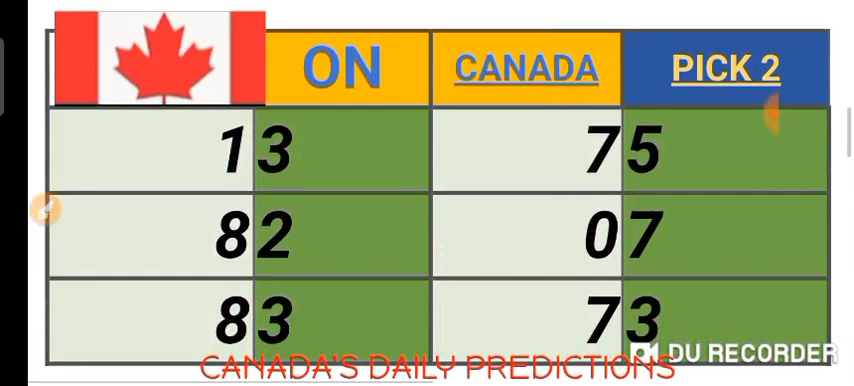 ON CANADA PICK 2
13 75
82 07
83 73
DU RECORDER
CANADA'S DAILY PREDICTIONS